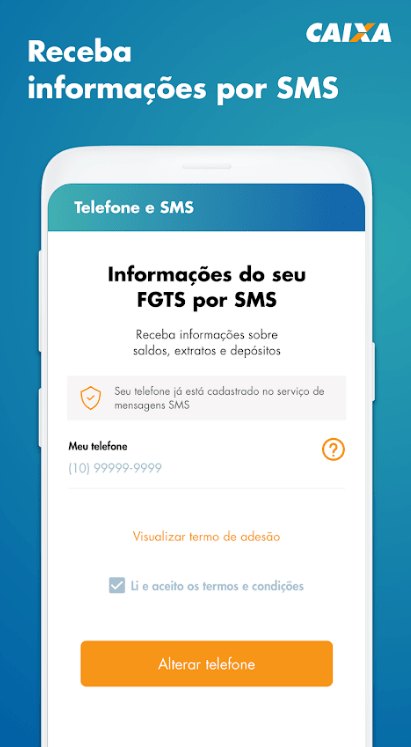 CAIXA
Receba
informações por SMS
Telefone e SMS
Informações do seu
FGTS por SMS
Receba informações sobre
saldos, extratos e depósitos
Seu telefone já está cadastrado no serviço de
mensagens SMS
Meu telefone
?
(10) 99999-9999
Visualizar termo de adesão
Li e aceito os termos e condições
Alterar telefone